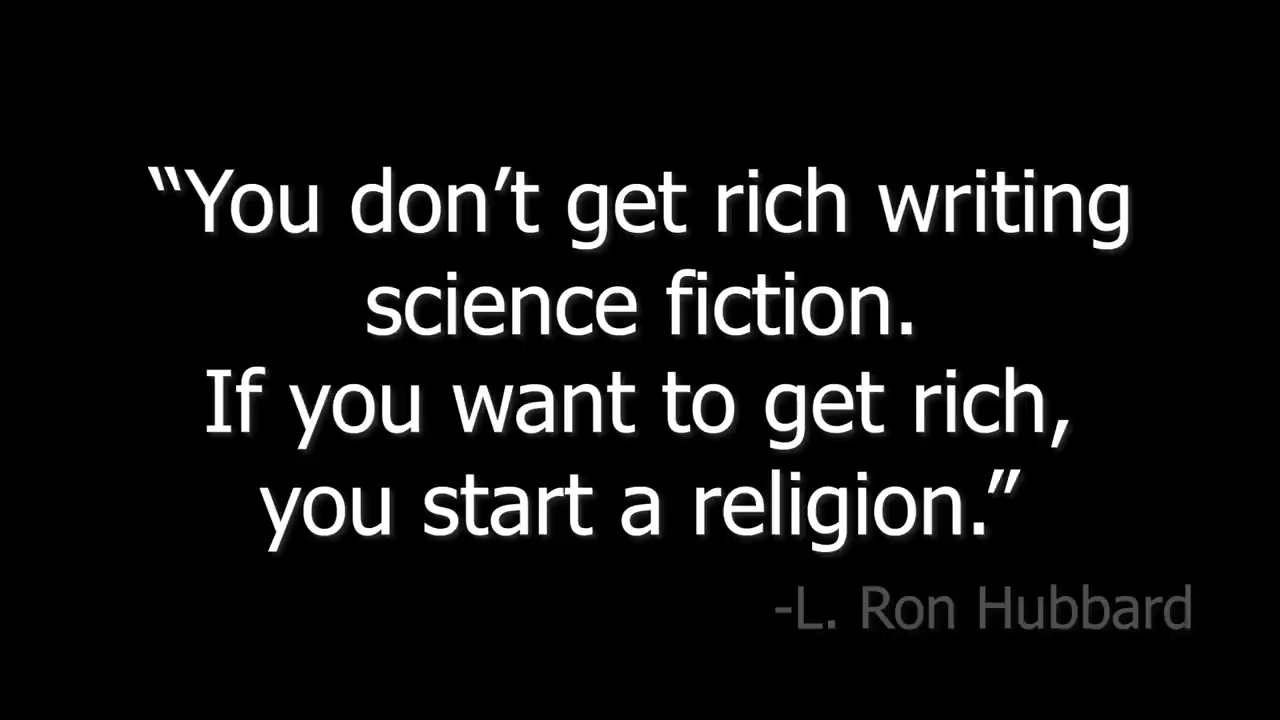 “You don’t get rich writing
science fiction.
If you want to get rich,
you start a religion.”
-L. Ron Hubbard